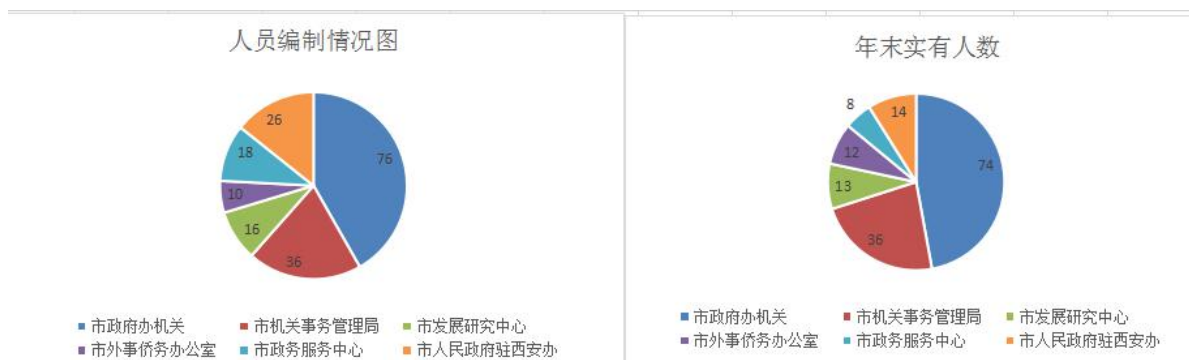 人员编制情况图
26
18
76
10
16
36
市政府办机关 市机关事务管理局 市发展研究中心
市外事侨务办公室 市政务服务中心 市人民政府驻西安办
年末实有人数
8
14
12
74
13
36
市政府办机关 市机关事务管理局 市发展研究中心
市外事侨务办公室 市政务服务中心 市人民政府驻西安办